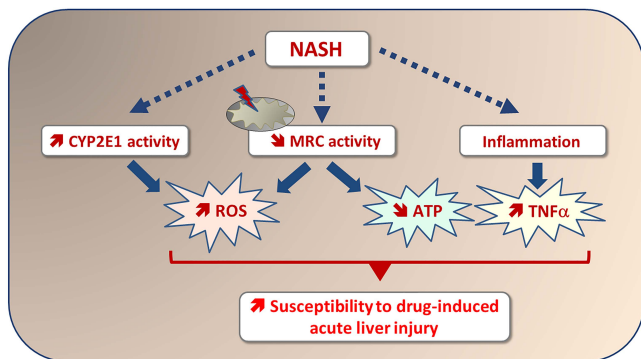 NASH
↗ CYP2E1 activity
↘ MRC activity
Inflammation
↗ ROS
↘ ATP
↗ TNFα
↗ Susceptibility to drug-induced
acute liver injury